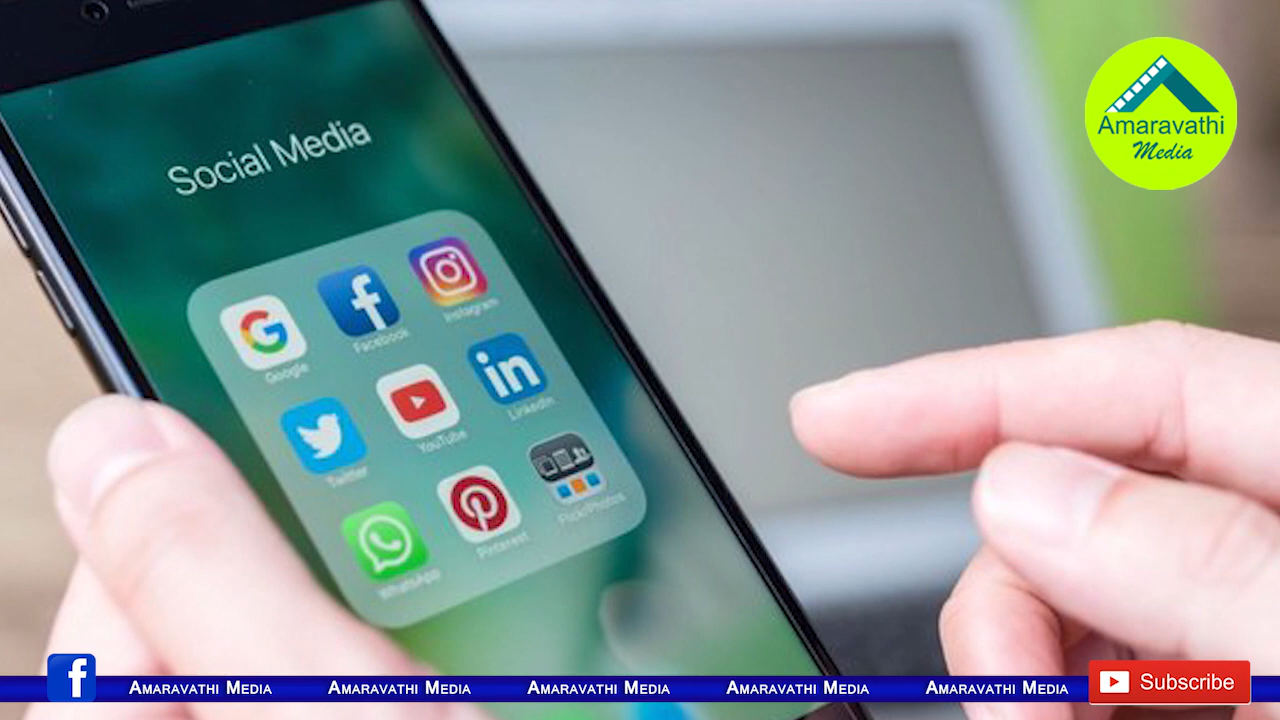 Social Media
Google
Facebook
Instagram
Twitter
YouTube
LinkedIn
WhatsApp
Pinterest
Amaravathi
Media
Amaravathi Media Amaravathi Media Amaravathi Media Amaravathi Media Amaravathi Media
Subscribe